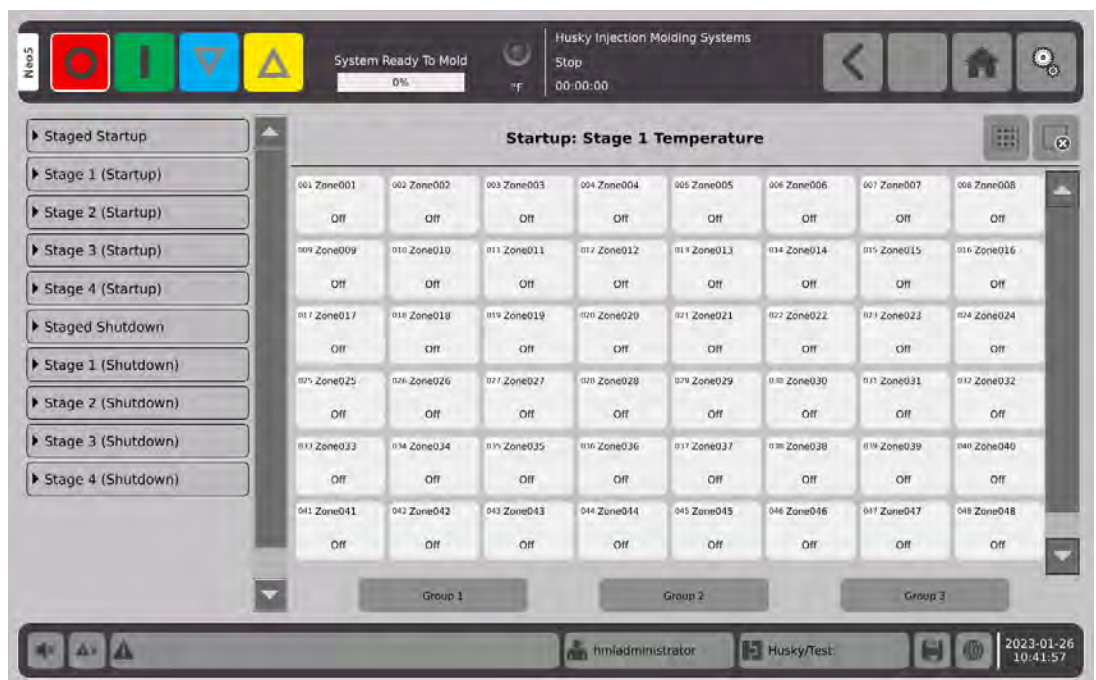 Neo5
System Ready To Mold
0%
°F
Husky Injection Molding Systems
Stop
00:00:00
Staged Startup
Stage 1 (Startup)
Stage 2 (Startup)
Stage 3 (Startup)
Stage 4 (Startup)
Staged Shutdown
Stage 1 (Shutdown)
Stage 2 (Shutdown)
Stage 3 (Shutdown)
Stage 4 (Shutdown)
Startup: Stage 1 Temperature
001 Zone001 002 Zone002 003 Zone003 004 Zone004 005 Zone005 006 Zone006 007 Zone007 008 Zone008
Off Off Off Off Off Off Off Off
009 Zone009 010 Zone010 011 Zone011 012 Zone012 013 Zone013 014 Zone014 015 Zone015 016 Zone016
Off Off Off Off Off Off Off Off
017 Zone017 018 Zone018 019 Zone019 020 Zone020 021 Zone021 022 Zone022 023 Zone023 024 Zone024
Off Off Off Off Off Off Off Off
025 Zone025 026 Zone026 027 Zone027 028 Zone028 029 Zone029 030 Zone030 031 Zone031 032 Zone032
Off Off Off Off Off Off Off Off
033 Zone033 034 Zone034 035 Zone035 036 Zone036 037 Zone037 038 Zone038 039 Zone039 040 Zone040
Off Off Off Off Off Off Off Off
041 Zone041 042 Zone042 043 Zone043 044 Zone044 045 Zone045 046 Zone046 047 Zone047 048 Zone048
Off Off Off Off Off Off Off Off
Group 1 Group 2 Group 3
hmiadministrator
Husky/Test
2023-01-26
10:41:57